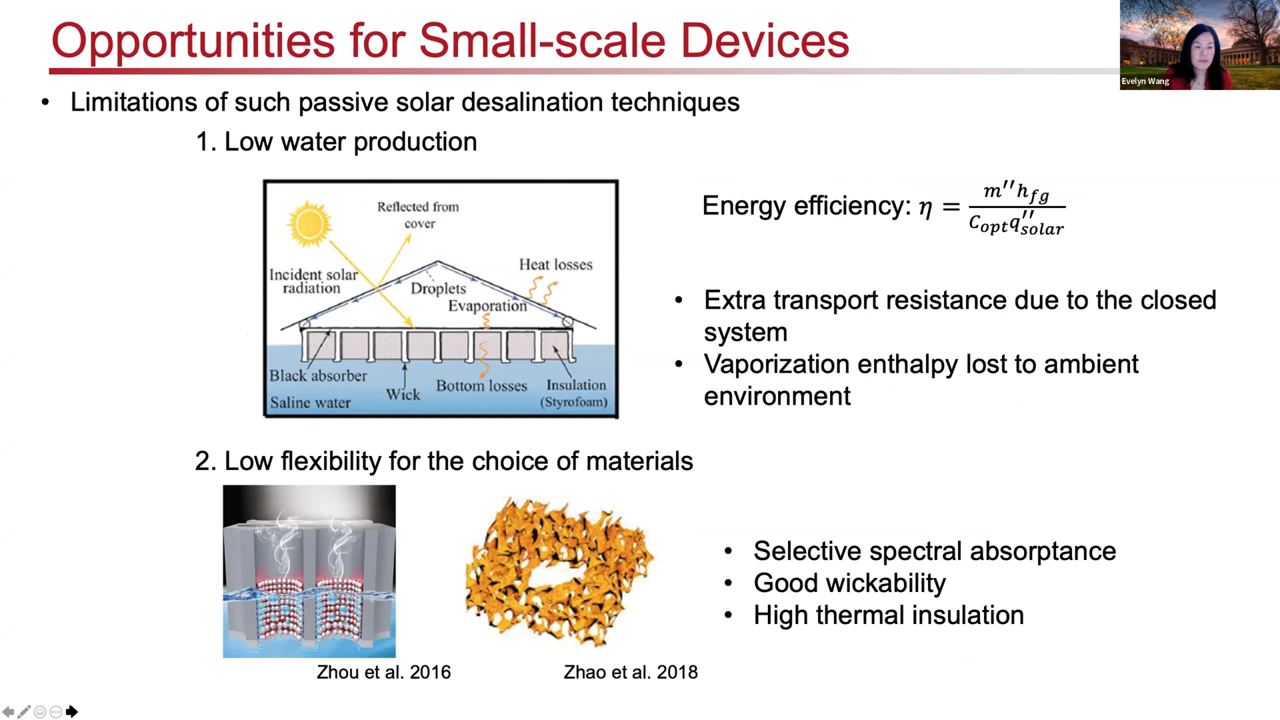 Opportunities for Small-scale Devices
Evelyn Wang
• Limitations of such passive solar desalination techniques
1. Low water production
Reflected from
cover
Incident solar
radiation
Droplets
Heat losses
Evaporation
Black absorber
Wick
Bottom losses
Insulation
(Styrofoam)
Saline water
Energy efficiency: η = m′′h_fg / C_opt q′′_solar
• Extra transport resistance due to the closed
system
• Vaporization enthalpy lost to ambient
environment
2. Low flexibility for the choice of materials
Zhou et al. 2016
Zhao et al. 2018
• Selective spectral absorptance
• Good wickability
• High thermal insulation